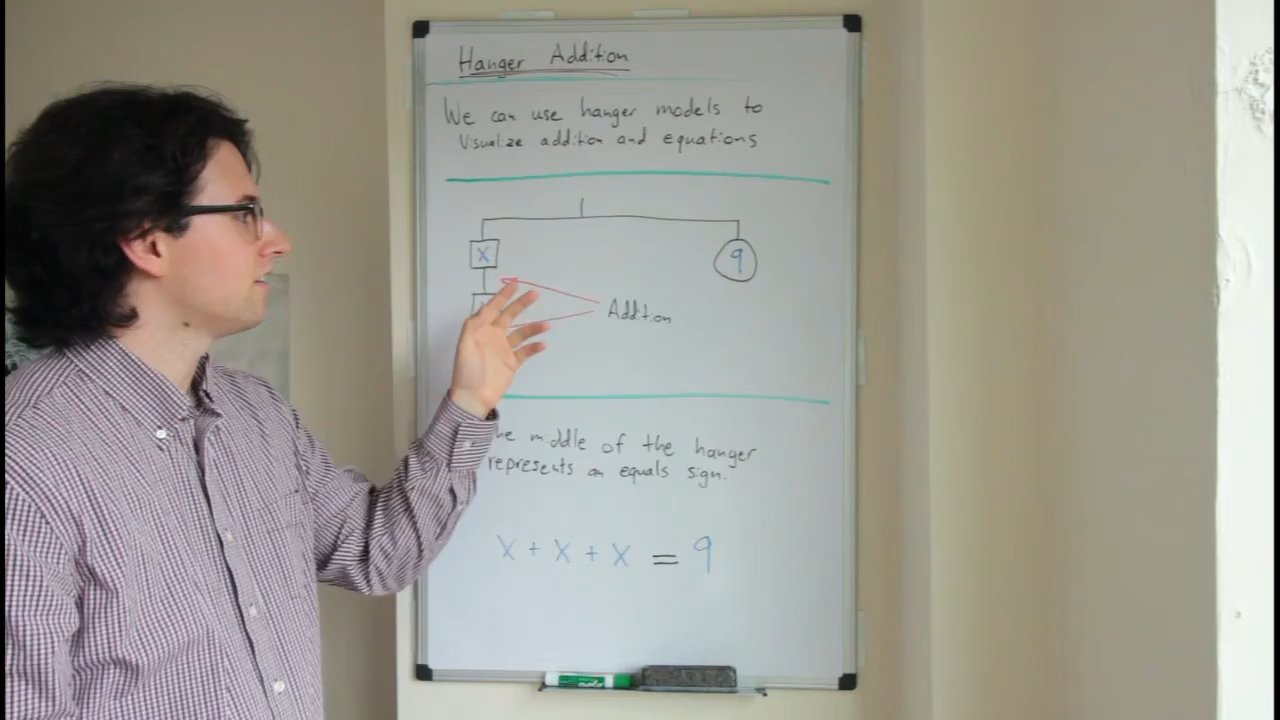 Hanger Addition
We can use hanger models to
Visualize addition and equations
X
9
Addition
middle of the hanger
represents an equals sign.
X + X + X = 9